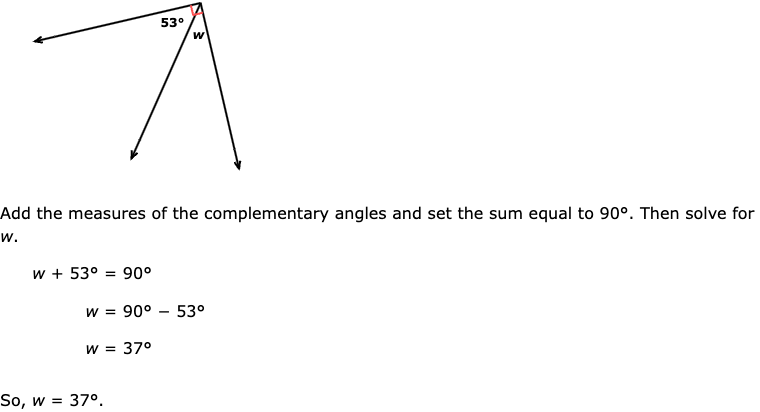 53°
w
Add the measures of the complementary angles and set the sum equal to 90°. Then solve for
w.
w + 53° = 90°
w = 90° − 53°
w = 37°
So, w = 37°.